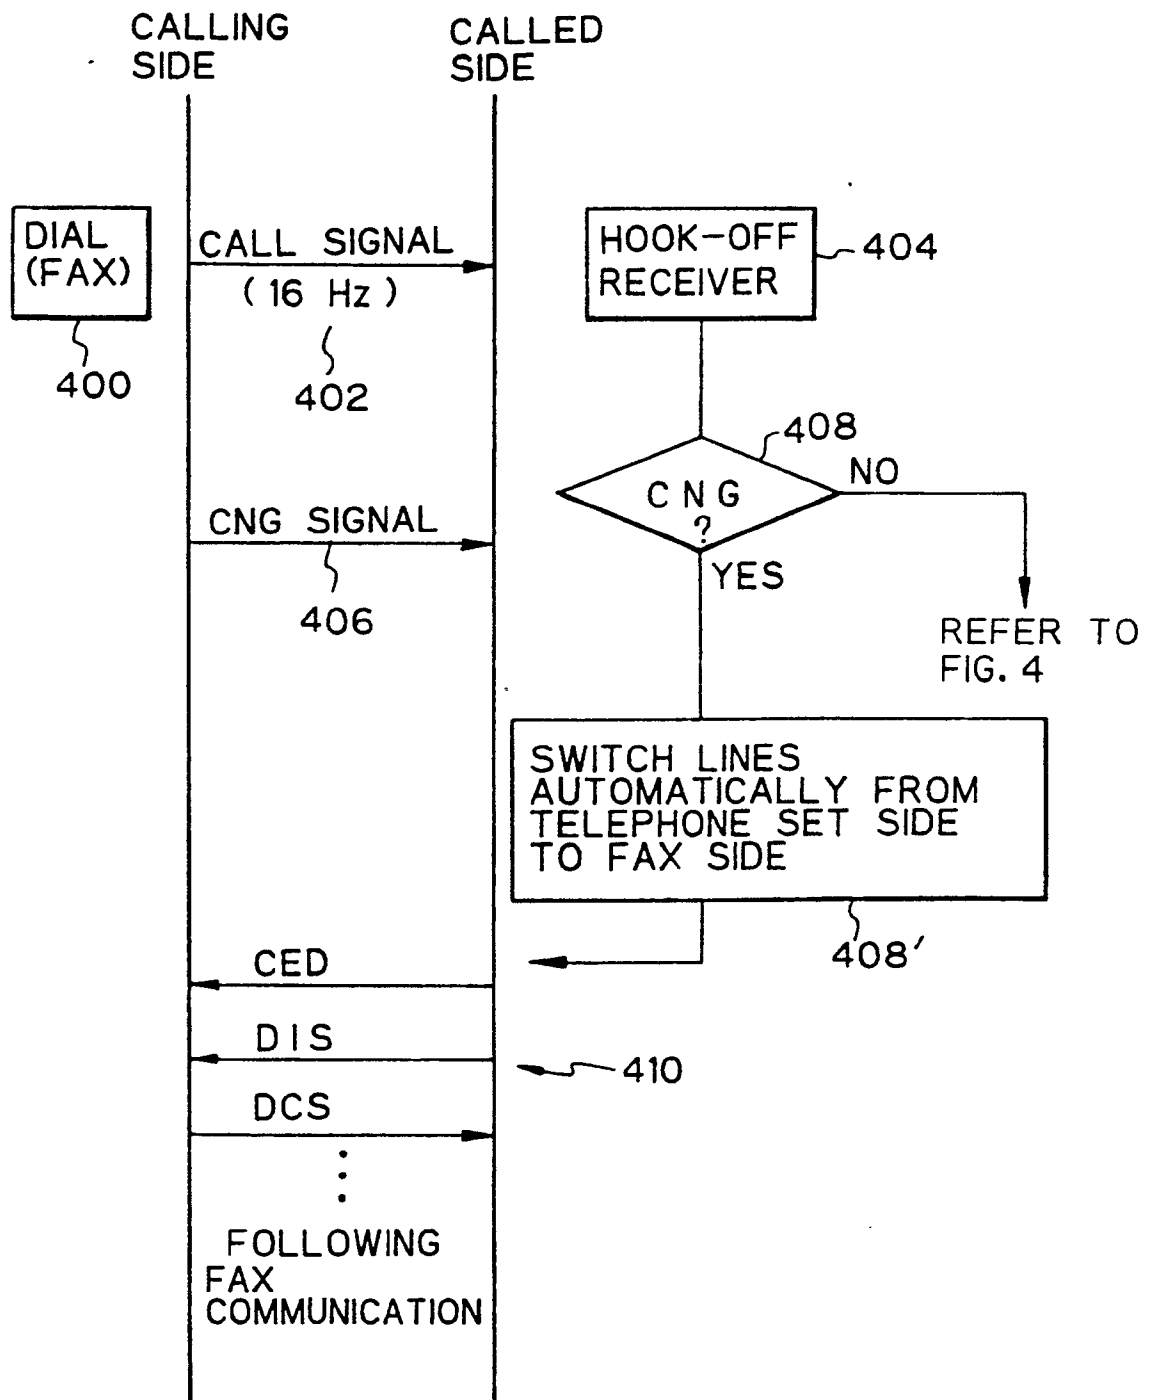 CALLING
SIDE
CALLED
SIDE
DIAL
(FAX)
400
CALL SIGNAL
(16 Hz)
402
HOOK-OFF
RECEIVER
404
408
CNG
?
NO
YES
CNG SIGNAL
406
REFER TO
FIG. 4
SWITCH LINES
AUTOMATICALLY FROM
TELEPHONE SET SIDE
TO FAX SIDE
408'
CED
DIS
410
DCS
FOLLOWING
FAX
COMMUNICATION